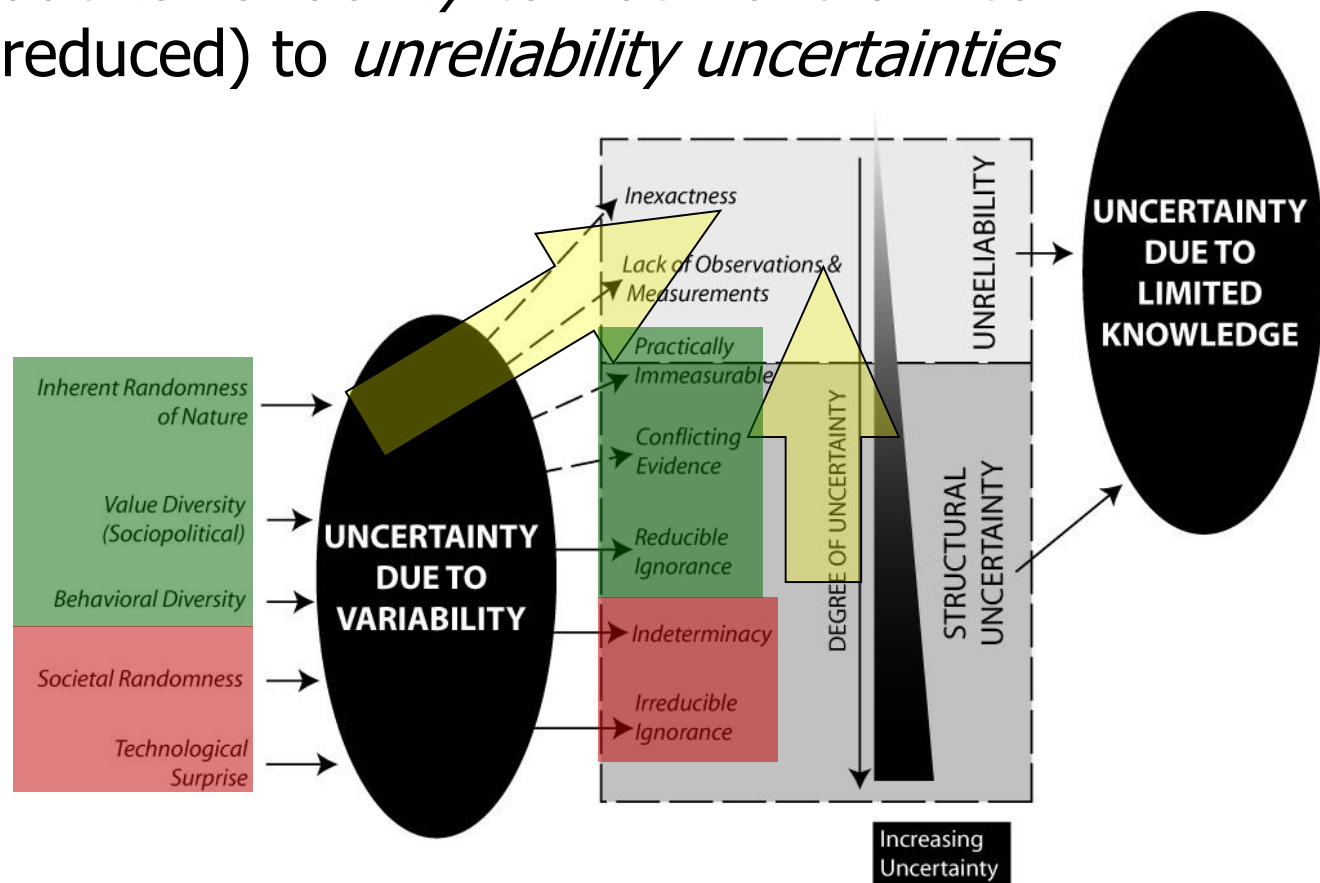 reduced) to unreliability uncertainties
Inexactness
Lack of Observations &
Measurements
Practically
Immeasurable
Conflicting
Evidence
Reducible
Ignorance
Indeterminacy
Irreducible
Ignorance
Inherent Randomness
of Nature
Value Diversity
(Sociopolitical)
Behavioral Diversity
Societal Randomness
Technological
Surprise
UNCERTAINTY
DUE TO
VARIABILITY
DEGREE OF UNCERTAINTY
UNRELIABILITY
STRUCTURAL
UNCERTAINTY
UNCERTAINTY
DUE TO
LIMITED
KNOWLEDGE
Increasing
Uncertainty